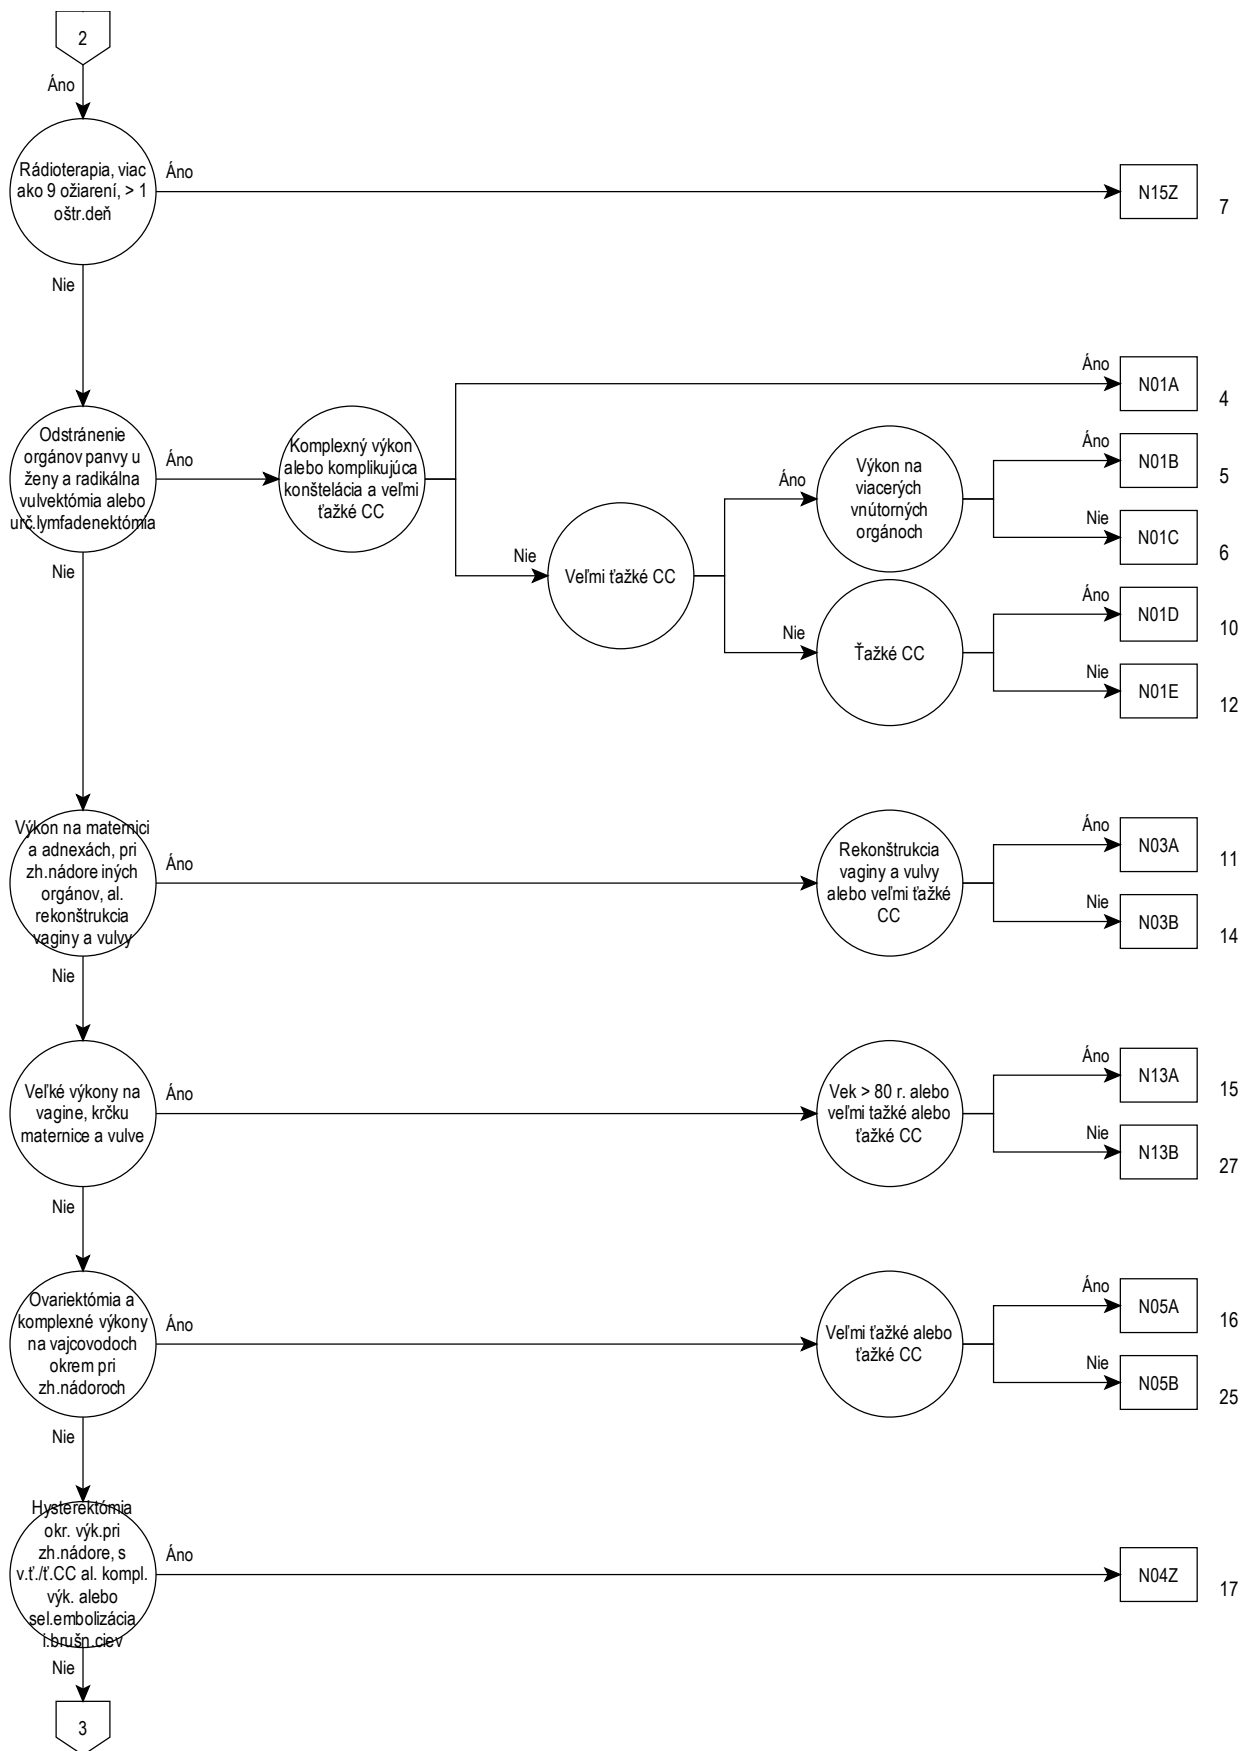 2
Áno
Rádioterapia, viac
ako 9 ožiarení, > 1
oštr.deň
Áno
N15Z
7
Nie
Odstránenie
orgánov panvy u
ženy a radikálna
vulvektómia alebo
urč.lymfadenektómia
Áno
Komplexný výkon
alebo komplikujúca
konštelácia a veľmi
ťažké CC
Áno
N01A
4
Nie
Veľmi ťažké CC
Áno
Výkon na
viacerých
vnútorných
orgánoch
Áno
N01B
5
Nie
N01C
6
Nie
Ťažké CC
Áno
N01D
10
Nie
N01E
12
Nie
Výkon na maternici
a adnexách, pri
zh.nádore iných
orgánov, al.
rekonštrukcia
vaginy a vulvy
Áno
Rekonštrukcia
vaginy a vulvy
alebo veľmi ťažké
CC
Áno
N03A
11
Nie
N03B
14
Nie
Veľké výkony na
vagine, krčku
maternice a vulve
Áno
Vek > 80 r. alebo
veľmi tažké alebo
ťažké CC
Áno
N13A
15
Nie
N13B
27
Nie
Ovariektómia a
komplexné výkony
na vajcovodoch
okrem pri
zh.nádoroch
Áno
Veľmi ťažké alebo
ťažké CC
Áno
N05A
16
Nie
N05B
25
Nie
Hysterektómia
okr. výk.pri
zh.nádore, s
v.ť./ť.CC al. kompl.
výk. alebo
sel.embolizácia
i.brušn.ciev
Áno
N04Z
17
Nie
3